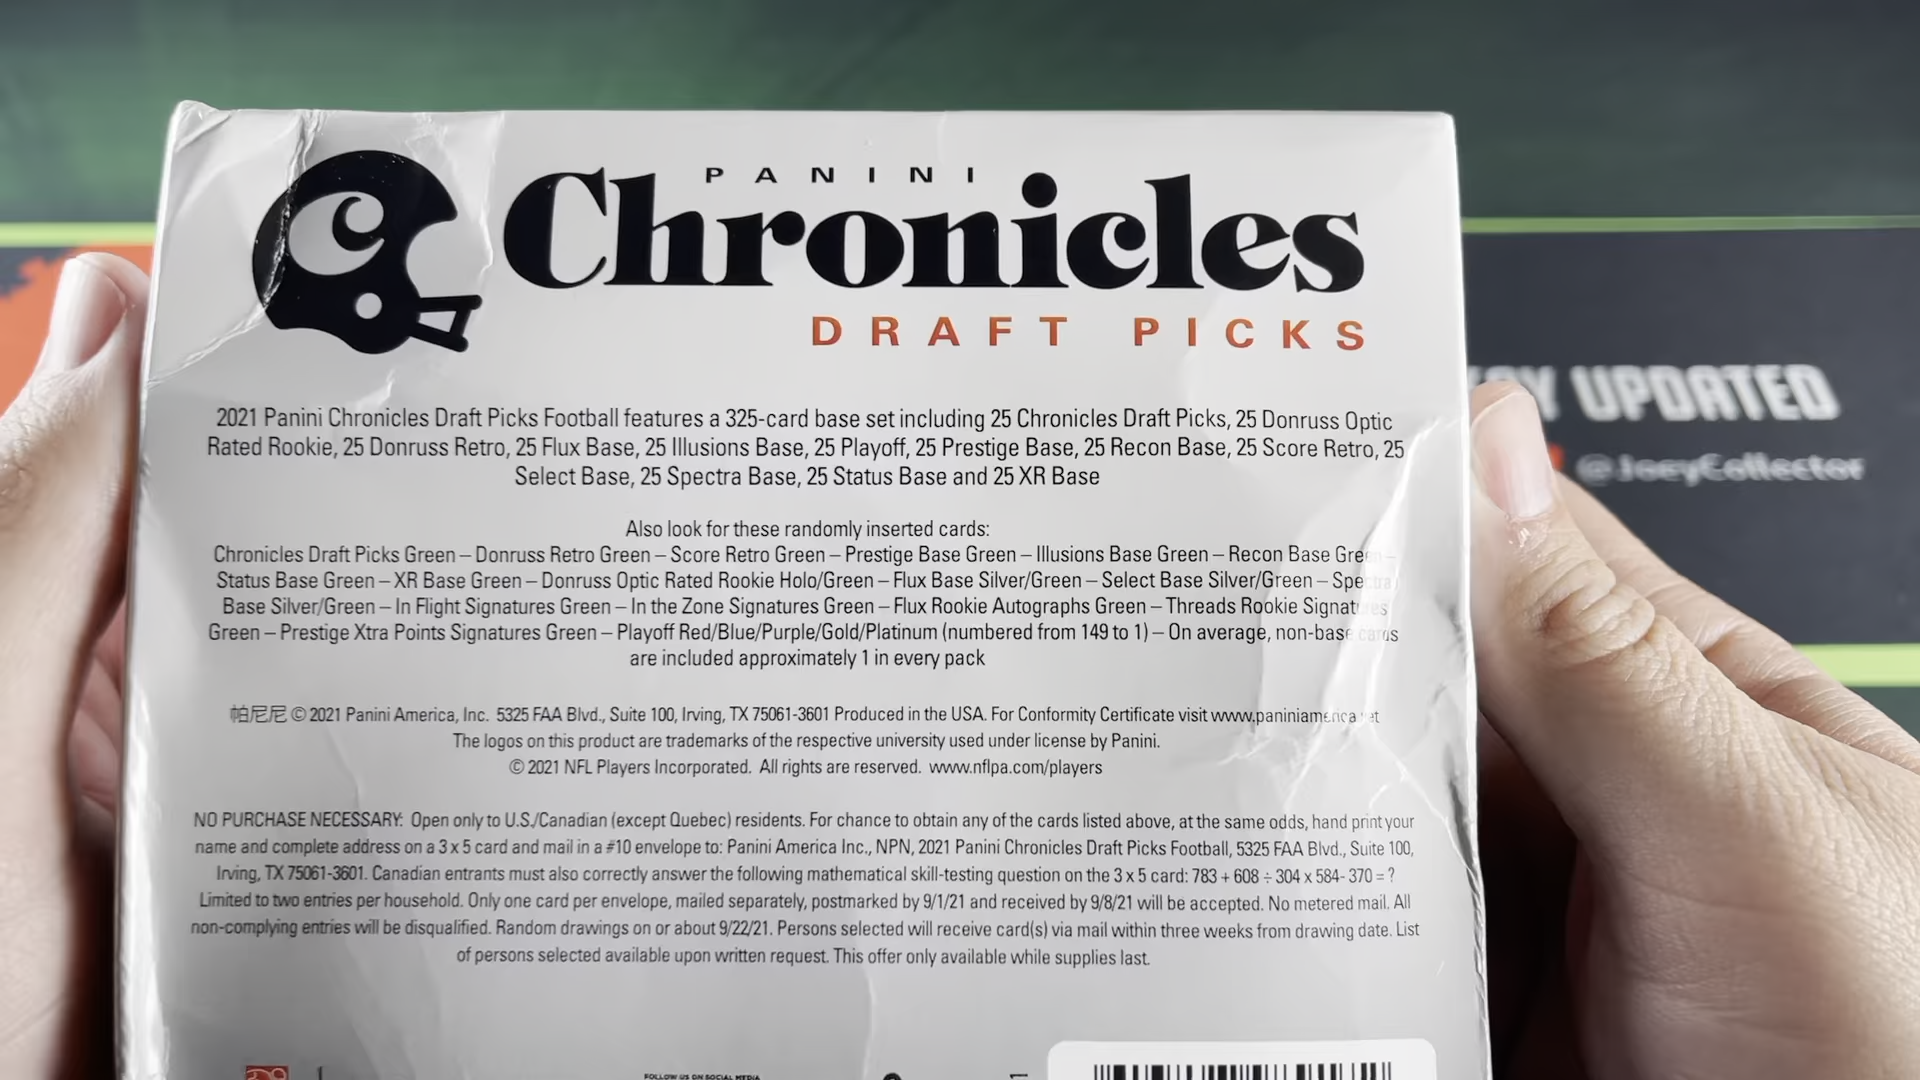 PANINI
Chronicles
DRAFT PICKS
2021 Panini Chronicles Draft Picks Football features a 325-card base set including 25 Chronicles Draft Picks, 25 Donruss Optic
Rated Rookie, 25 Donruss Retro, 25 Flux Base, 25 Illusions Base, 25 Playoff, 25 Prestige Base, 25 Recon Base, 25 Score Retro, 25
Select Base, 25 Spectra Base, 25 Status Base and 25 XR Base
Also look for these randomly inserted cards:
Chronicles Draft Picks Green – Donruss Retro Green – Score Retro Green – Prestige Base Green – Illusions Base Green – Recon Base Green –
Status Base Green – XR Base Green – Donruss Optic Rated Rookie Holo/Green – Flux Base Silver/Green – Select Base Silver/Green – Spectra
Base Silver/Green – In Flight Signatures Green – In the Zone Signatures Green – Flux Rookie Autographs Green – Threads Rookie Signatures
Green – Prestige Xtra Points Signatures Green – Playoff Red/Blue/Purple/Gold/Platinum (numbered from 149 to 1) – On average, non-base cards
are included approximately 1 in every pack
帕尼尼 © 2021 Panini America, Inc. 5325 FAA Blvd., Suite 100, Irving, TX 75061-3601 Produced in the USA. For Conformity Certificate visit www.paniniamerica.net
The logos on this product are trademarks of the respective university used under license by Panini.
© 2021 NFL Players Incorporated. All rights are reserved. www.nflpa.com/players
NO PURCHASE NECESSARY: Open only to U.S./Canadian (except Quebec) residents. For chance to obtain any of the cards listed above, at the same odds, hand print your
name and complete address on a 3 x 5 card and mail in a #10 envelope to: Panini America Inc., NPN, 2021 Panini Chronicles Draft Picks Football, 5325 FAA Blvd., Suite 100,
Irving, TX 75061-3601. Canadian entrants must also correctly answer the following mathematical skill-testing question on the 3 x 5 card: 783 + 608 ÷ 304 x 584- 370 = ?
Limited to two entries per household. Only one card per envelope, mailed separately, postmarked by 9/1/21 and received by 9/8/21 will be accepted. No metered mail. All
non-complying entries will be disqualified. Random drawings on or about 9/22/21. Persons selected will receive card(s) via mail within three weeks from drawing date. List
of persons selected available upon written request. This offer only available while supplies last.
FOLLOW US ON SOCIAL MEDIA
UPDATED
@JoeyCollector